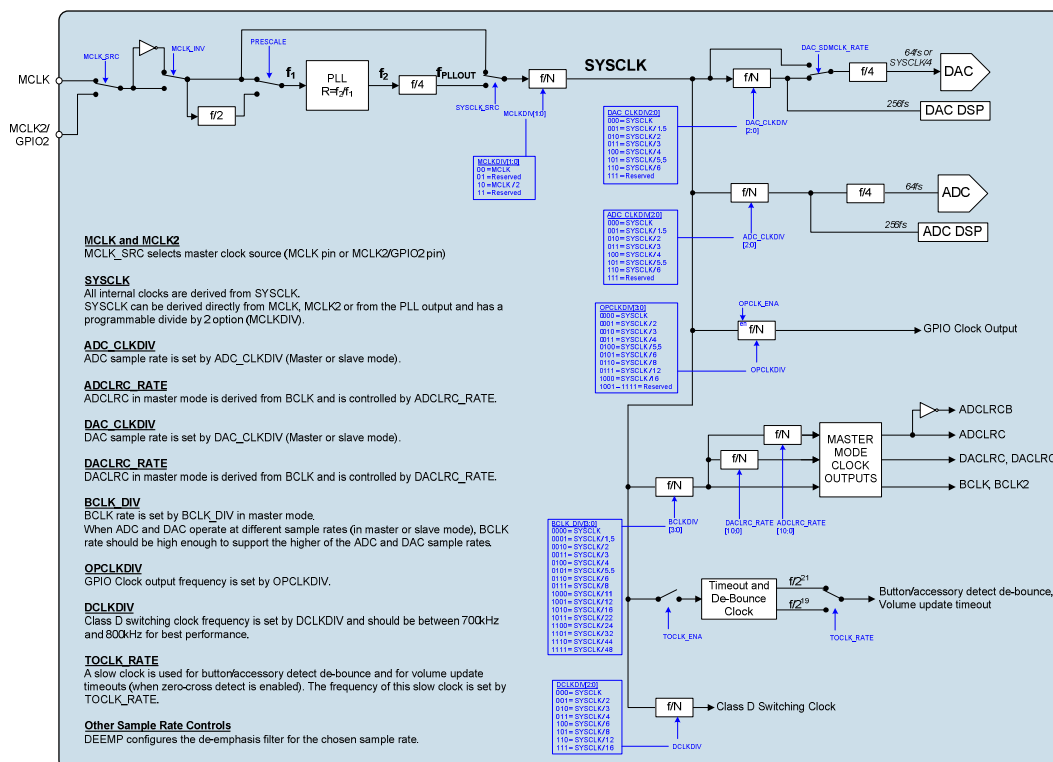 MCLK_SRC
MCLK_INV
PRESCALE
MCLK
MCLK2/
GPIO2
f/2
f1
PLL
R=f2/f1
f2
f/4
fPLLOUT
SYSCLK_SRC
MCLKDIV[1:0]
f/N
SYSCLK
MCLKDIV[1:0]
00=MCLK
01=Reserved
10=MCLK/2
11=Reserved
DAC_SDMCLK_RATE
f/N
f/4
64fs or
SYSCLK/4
DAC
256fs
DAC DSP
DAC_CLKDIV
[2:0]
DAC_CLKDIV2:0]
000=SYSCLK
001=SYSCLK/1.5
010=SYSCLK/2
011=SYSCLK/3
100=SYSCLK/4
101=SYSCLK/5,5
110=SYSCLK/6
111=Reserved
f/N
f/4
64fs
ADC
256fs
ADC DSP
ADC_CLKDIV
[2:0]
ADC_CLKDIV[2:0]
000=SYSCLK
001=SYSCLK/1.5
010=SYSCLK/2
011=SYSCLK/3
100=SYSCLK/4
101=SYSCLK/5.5
110=SYSCLK/6
111=Reserved
OPCLK_ENA
en
f/N
GPIO Clock Output
OPCLKDIV
OPCLKDIV[3:0]
0000=SYSCLK
0001=SYSCLK/2
0010=SYSCLK/3
0011=SYSCLK/4
0100=SYSCLK/5,5
0101=SYSCLK/6
0110=SYSCLK/8
0111=SYSCLK/12
1000=SYSCLK/16
1001-1111=Reserved
ADCLRCB
f/N
MASTER
MODE
CLOCK
OUTPUTS
ADCLRC
f/N
DACLRC, DACLRC
f/N
BCLK, BCLK2
BCLKDIV
[3:0]
DACLRC_RATE
[10:0]
ADCLRC_RATE
[10:0]
BCLK_DIV[3:0]
0000=SYSCLK
0001=SYSCLK/1,5
0010=SYSCLK/2
0011=SYSCLK/3
0100=SYSCLK/4
0101=SYSCLK/5.5
0110=SYSCLK/6
0111=SYSCLK/8
1000=SYSCLK/11
1001=SYSCLK/12
1010=SYSCLK/16
1011=SYSCLK/22
1100=SYSCLK/24
1101=SYSCLK/32
1110=SYSCLK/44
1111=SYSCLK/48
TOCLK_ENA
Timeout and
De-Bounce
Clock
f/2^21
f/2^19
TOCLK_RATE
Button/accessory detect de-bounce,
Volume update timeout
DCLKDIV[2:0]
000=SYSCLK
001=SYSCLK/2
010=SYSCLK/3
011=SYSCLK/4
100=SYSCLK/6
101=SYSCLK/8
110=SYSCLK/12
111=SYSCLK/16
f/N
Class D Switching Clock
DCLKDIV
MCLK and MCLK2
MCLK_SRC selects master clock source (MCLK pin or MCLK2/GPIO2 pin)
SYSCLK
All internal clocks are derived from SYSCLK.
SYSCLK can be derived directly from MCLK, MCLK2 or from the PLL output and has a
programmable divide by 2 option (MCLKDIV).
ADC_CLKDIV
ADC sample rate is set by ADC_CLKDIV (Master or slave mode).
ADCLRC_RATE
ADCLRC in master mode is derived from BCLK and is controlled by ADCLRC_RATE.
DAC_CLKDIV
DAC sample rate is set by DAC_CLKDIV (Master or slave mode).
DACLRC_RATE
DACLRC in master mode is derived from BCLK and is controlled by DACLRC_RATE.
BCLK_DIV
BCLK rate is set by BCLK_DIV in master mode.
When ADC and DAC operate at different sample rates (in master or slave mode), BCLK
rate should be high enough to support the higher of the ADC and DAC sample rates.
OPCLKDIV
GPIO Clock output frequency is set by OPCLKDIV.
DCLKDIV
Class D switching clock frequency is set by DCLKDIV and should be between 700kHz
and 800kHz for best performance.
TOCLK_RATE
A slow clock is used for button/accessory detect de-bounce and for volume update
timeouts (when zero-cross detect is enabled). The frequency of this slow clock is set by
TOCLK_RATE.
Other Sample Rate Controls
DEEMP configures the de-emphasis filter for the chosen sample rate.